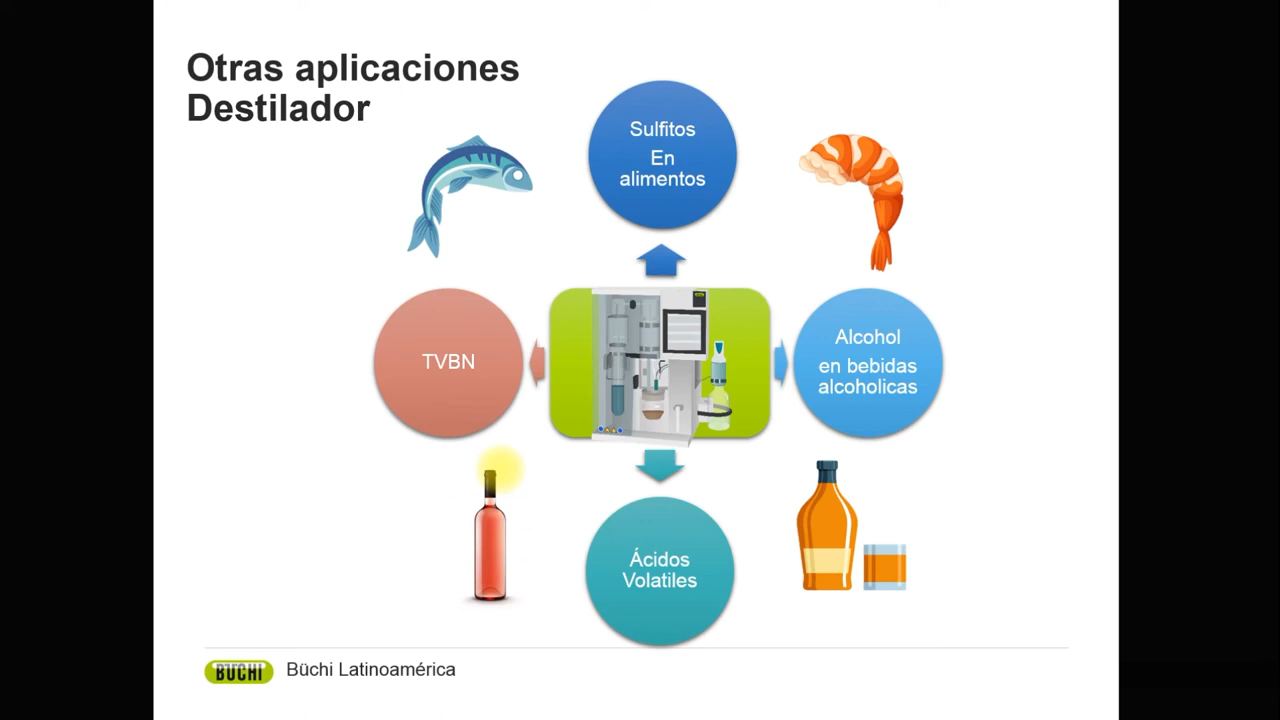 Otras aplicaciones
Destilador
Sulfitos
En
alimentos
TVBN
Alcohol
en bebidas
alcoholicas
Ácidos
Volatiles
BUCHI
Büchi Latinoamérica